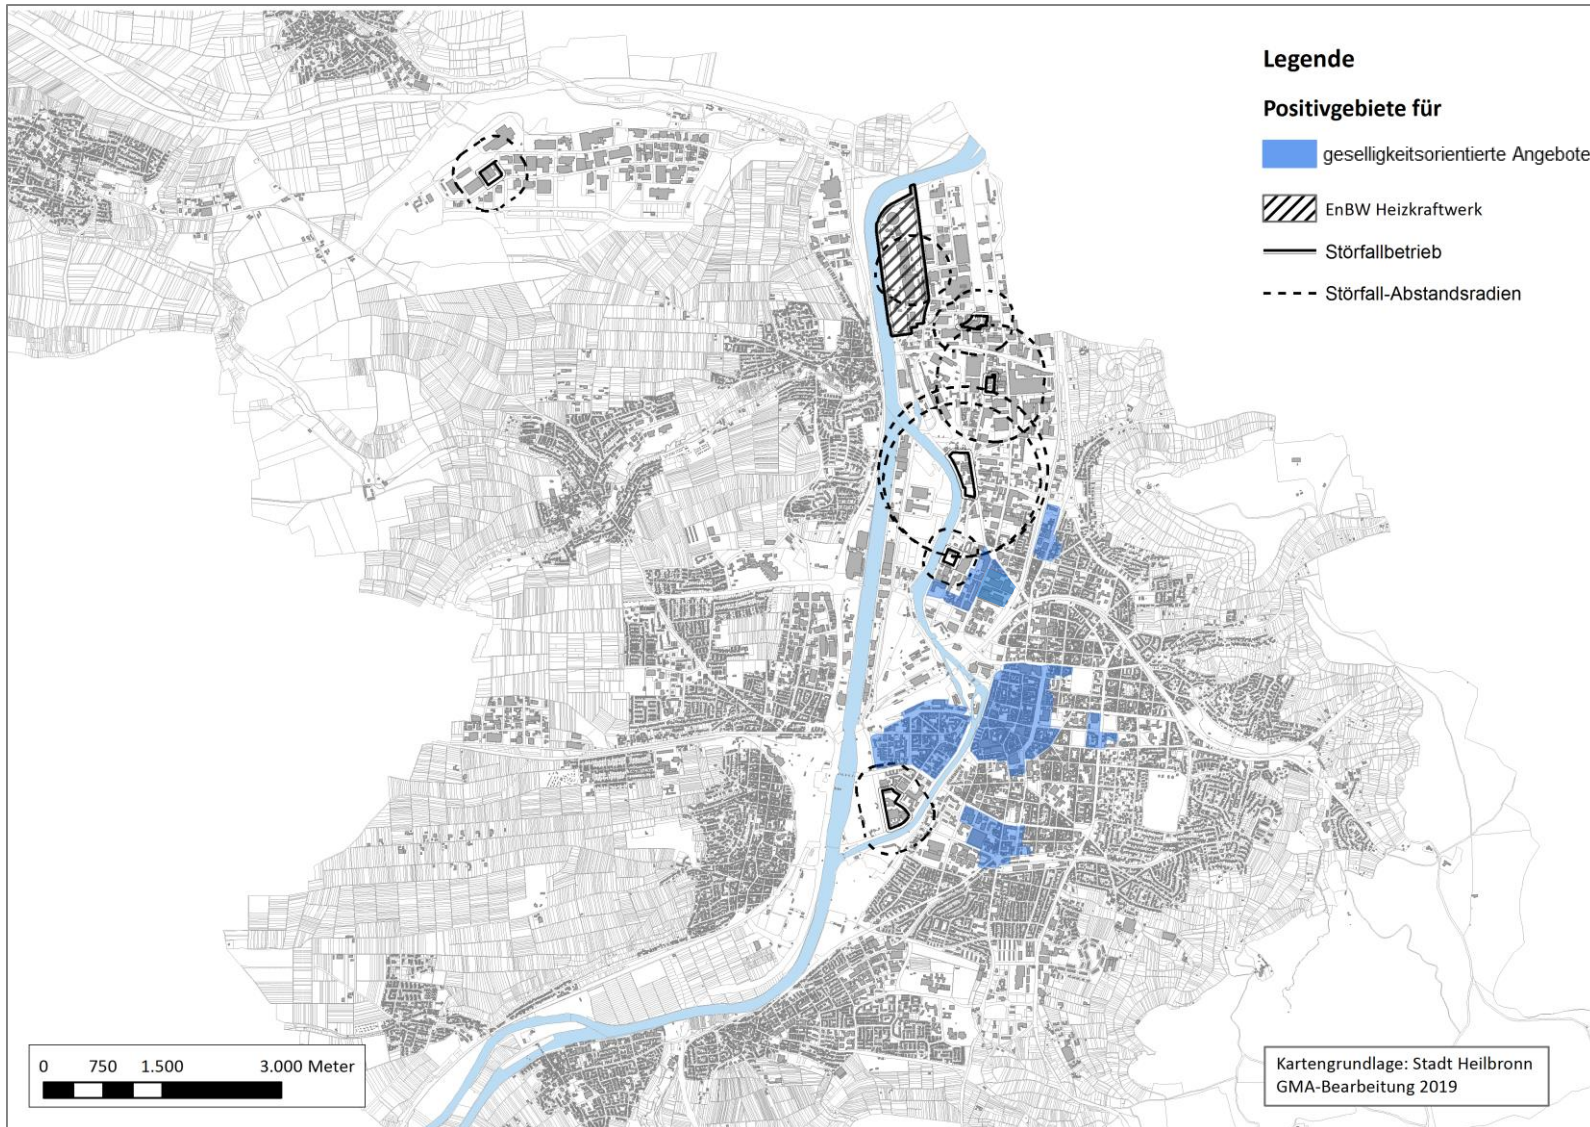 Legende
Positivgebiete für
geselligkeitsorientierte Angebote
EnBW Heizkraftwerk
Störfallbetrieb
Störfall-Abstandsradien
0 750 1.500 3.000 Meter
Kartengrundlage: Stadt Heilbronn
GMA-Bearbeitung 2019